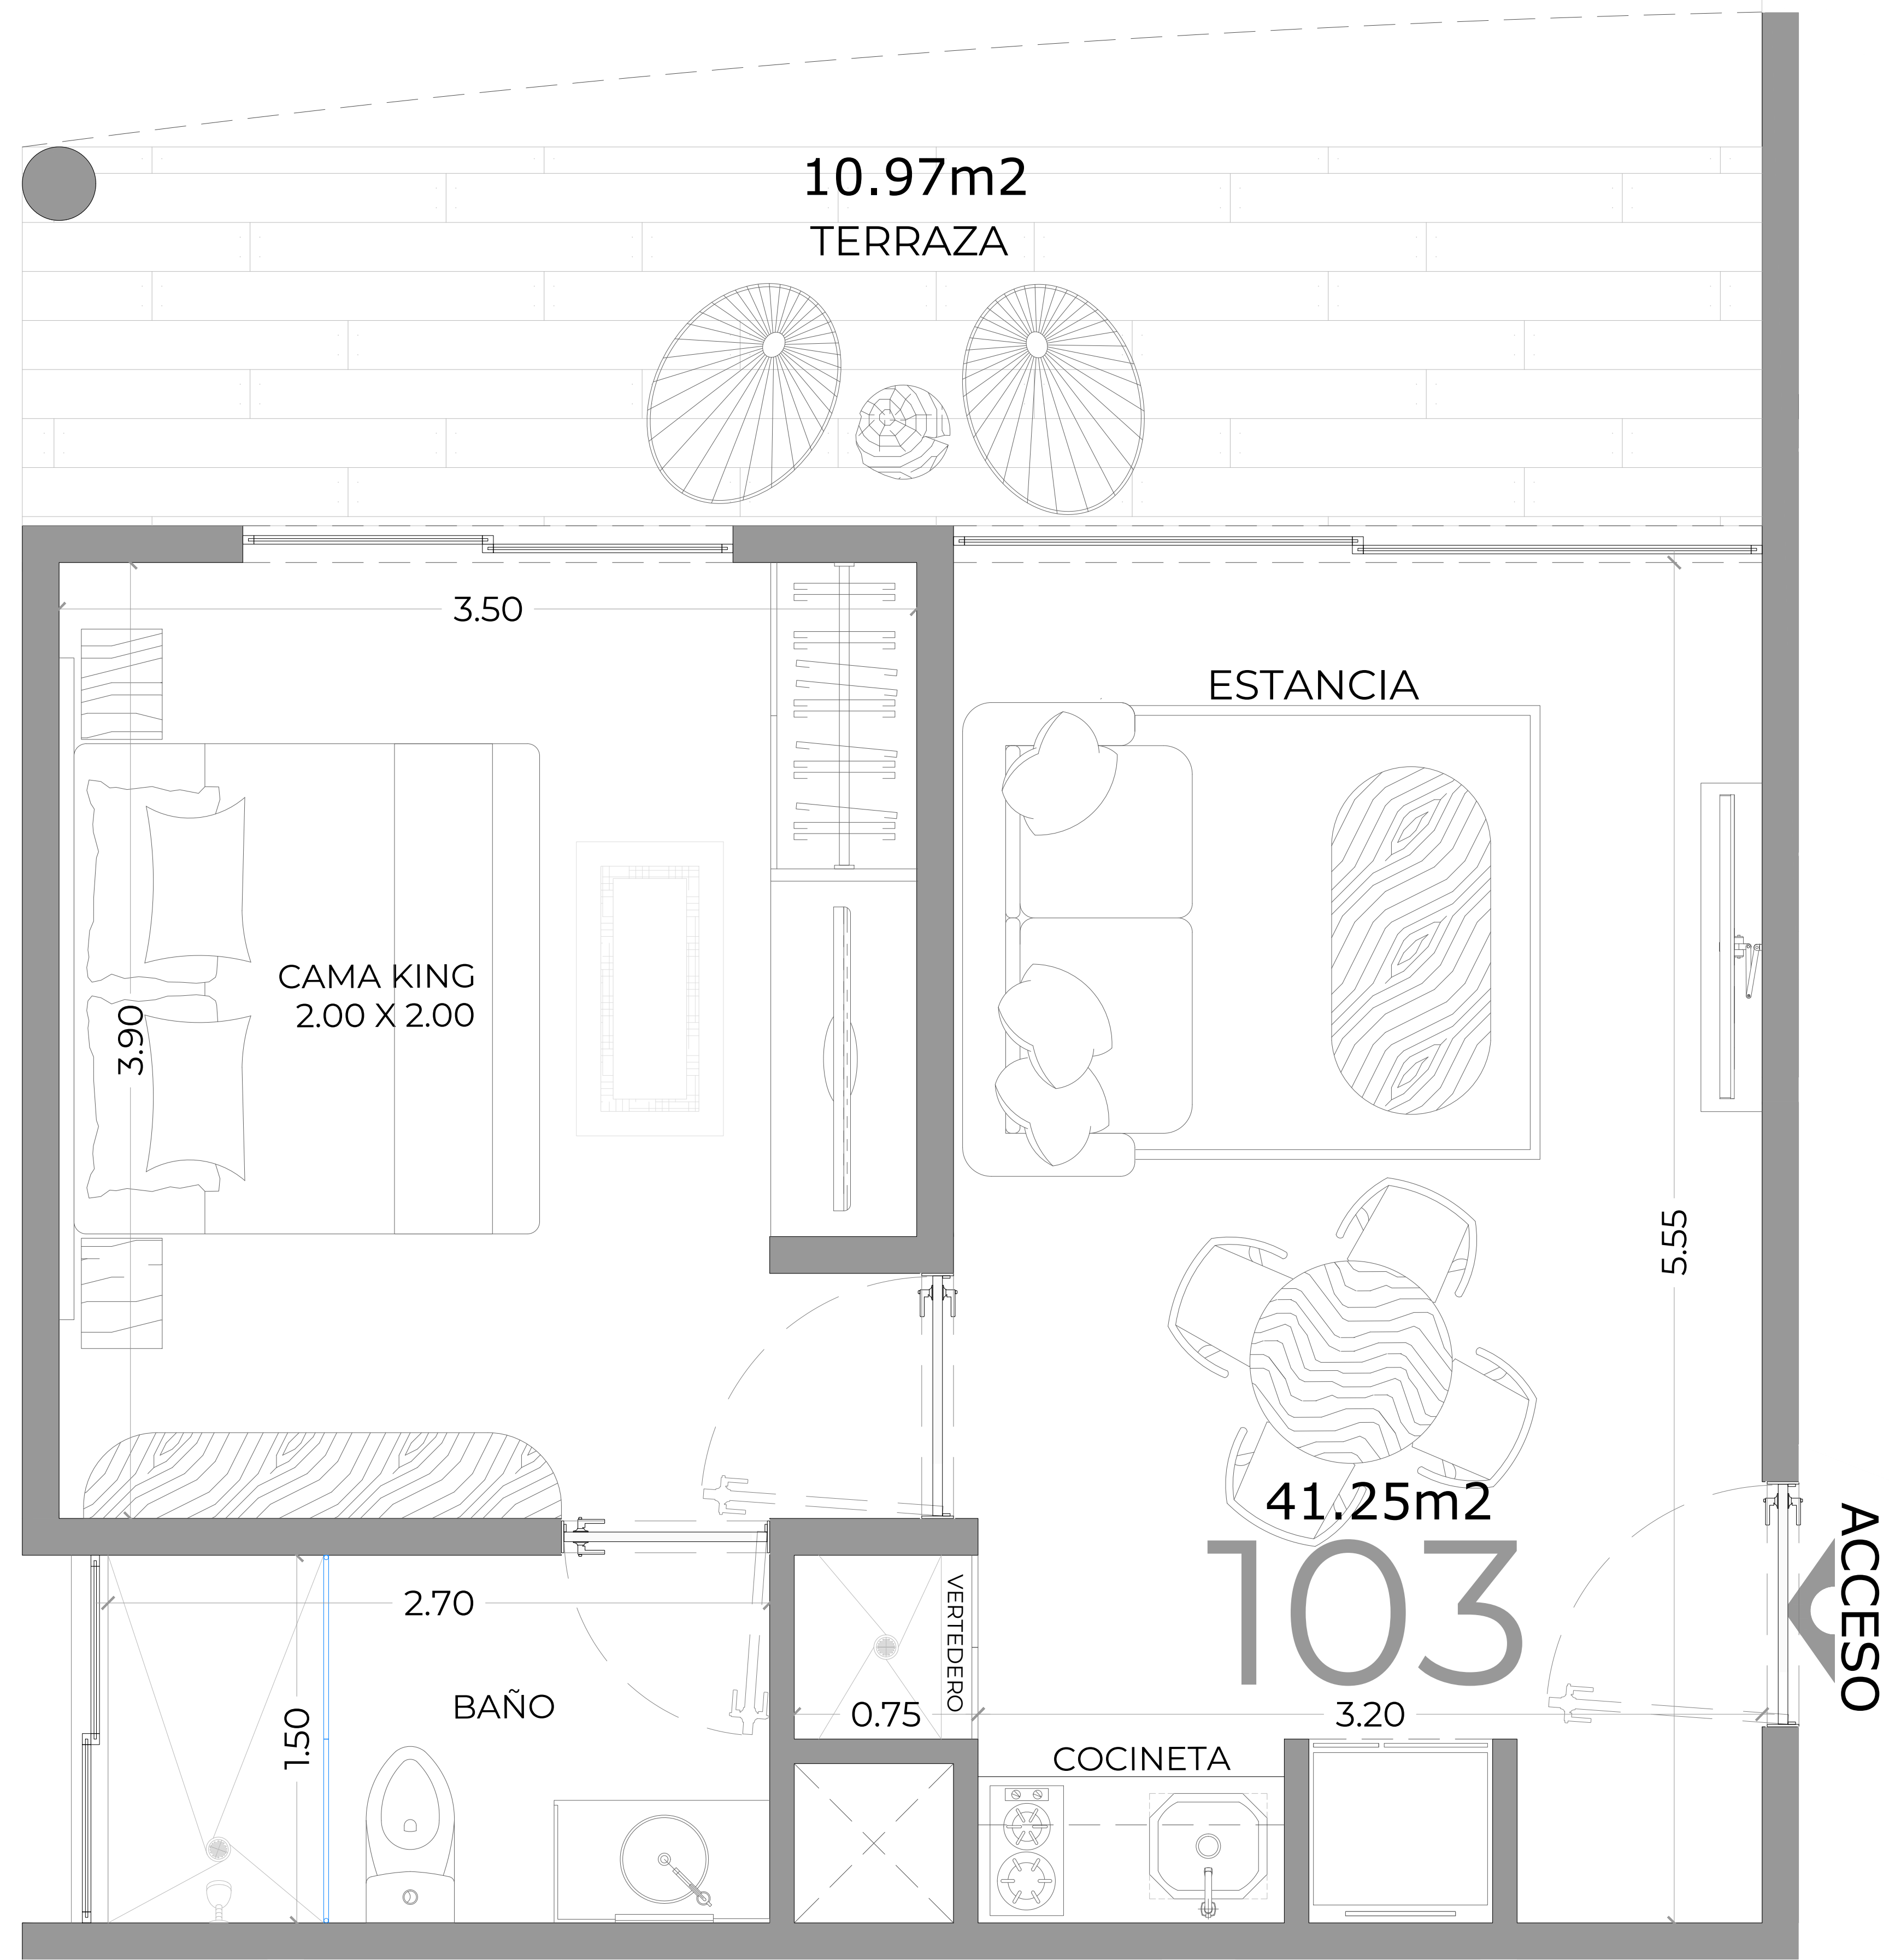 10.97m2
TERRAZA
3.50
ESTANCIA
CAMA KING
2.00 X 2.00
3.90
5.55
41.25m2
103
ACCESO
2.70
VERTEDERO
BAÑO
1.50
0.75
3.20
COCINETA